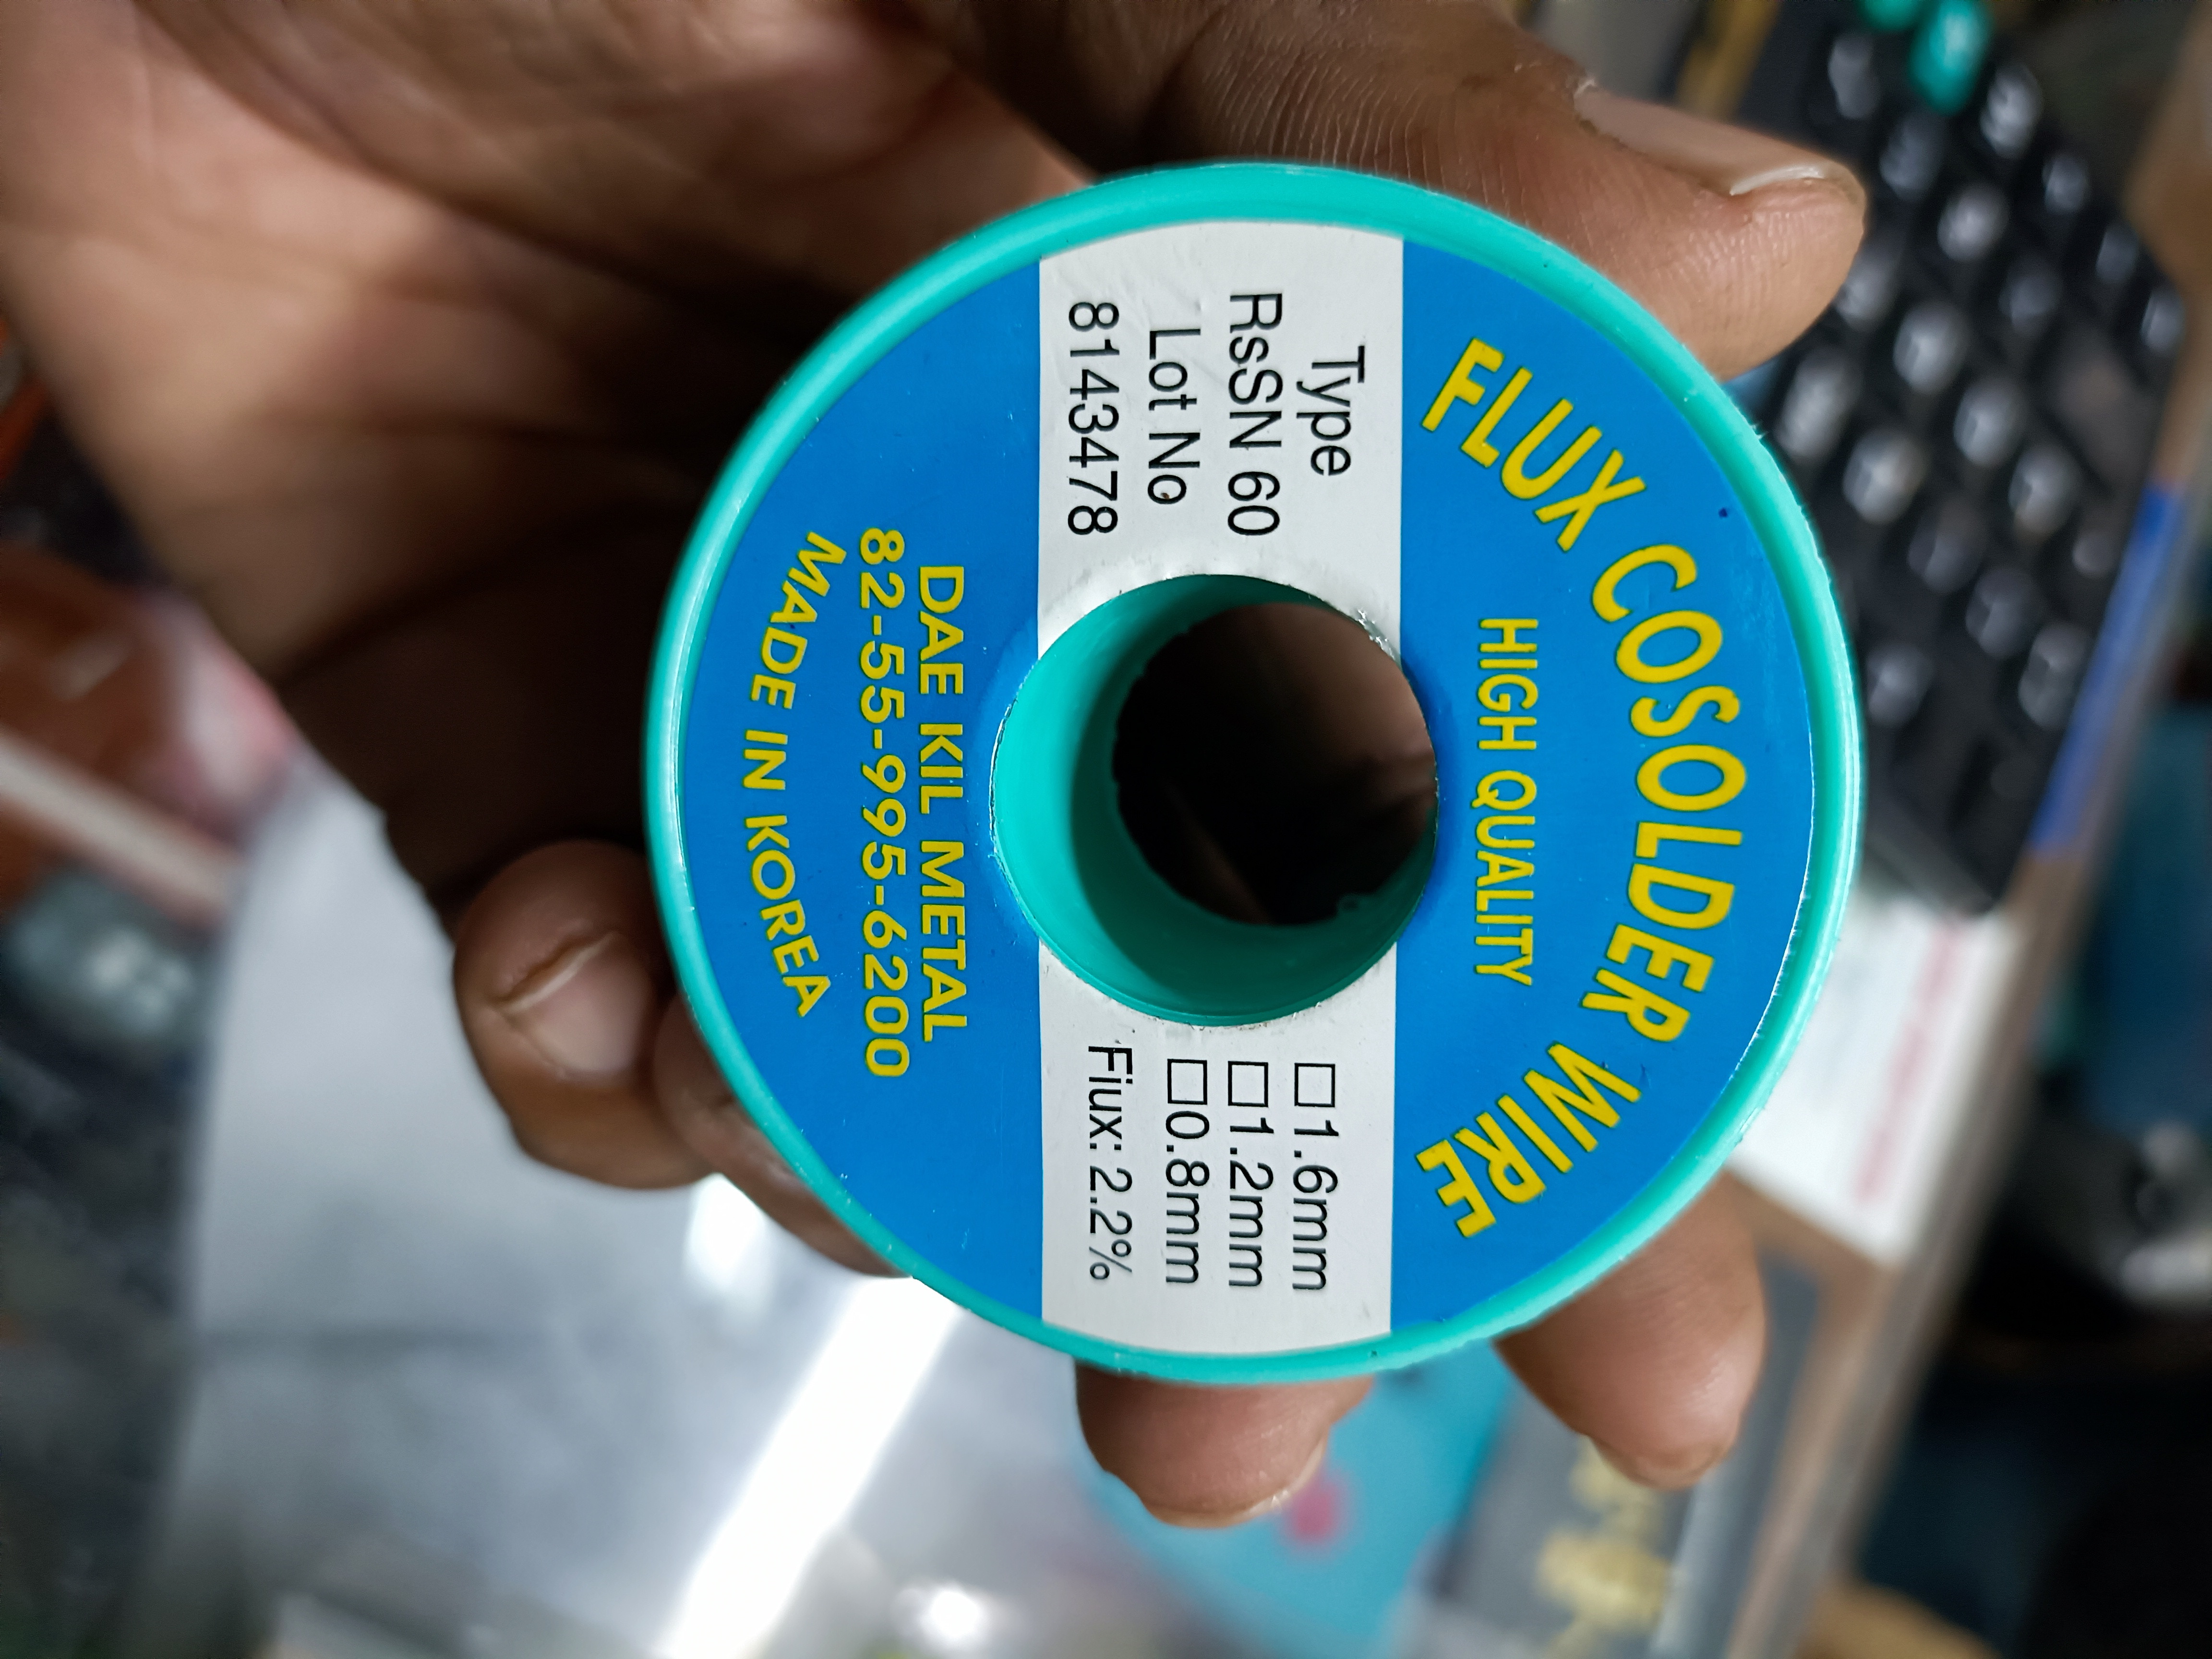 FLUX COSOLDER WIRE
HIGH QUALITY
Type
RsSN 60
Lot No
8143478
□1.6mm
□1.2mm
□0.8mm
Fiux: 2.2%
DAE KIL METAL
82-55-995-6200
MADE IN KOREA